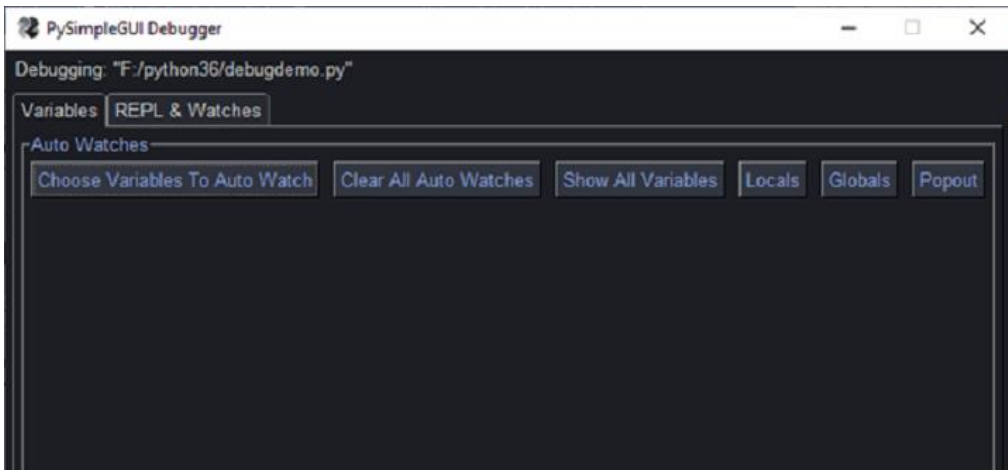 PySimpleGUI Debugger
Debugging: "F:/python36/debugdemo.py"
Variables REPL & Watches
Auto Watches
Choose Variables To Auto Watch Clear All Auto Watches Show All Variables Locals Globals Popout